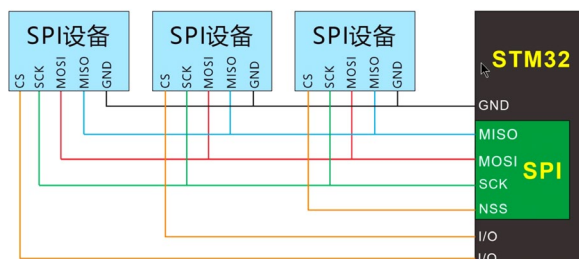 SPI设备
SPI设备
SPI设备
CS
SCK
MOSI
MISO
GND
CS
SCK
MOSI
MISO
GND
CS
SCK
MOSI
MISO
GND
STM32
GND
MISO
MOSI
SPI
SCK
NSS
I/O
I/O